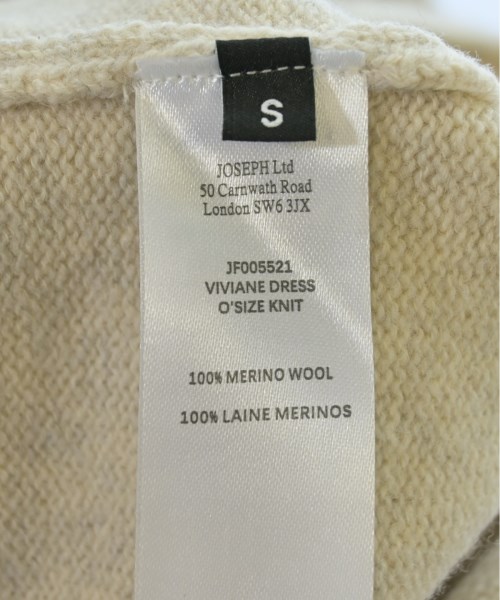 S
JOSEPH Ltd
50 Carnwath Road
London SW6 3JX
JF005521
VIVIANE DRESS
O'SIZE KNIT
100% MERINO WOOL
100% LAINE MERINOS